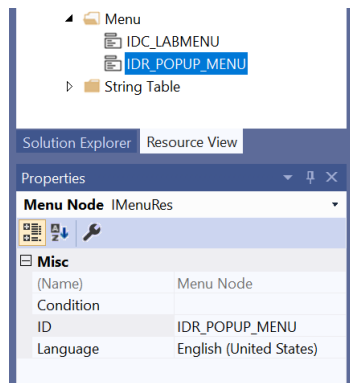 Menu
IDC_LABMENU
IDR_POPUP_MENU
String Table
Solution Explorer Resource View
Properties
Menu Node IMenuRes
Misc
(Name) Menu Node
Condition
ID IDR_POPUP_MENU
Language English (United States)